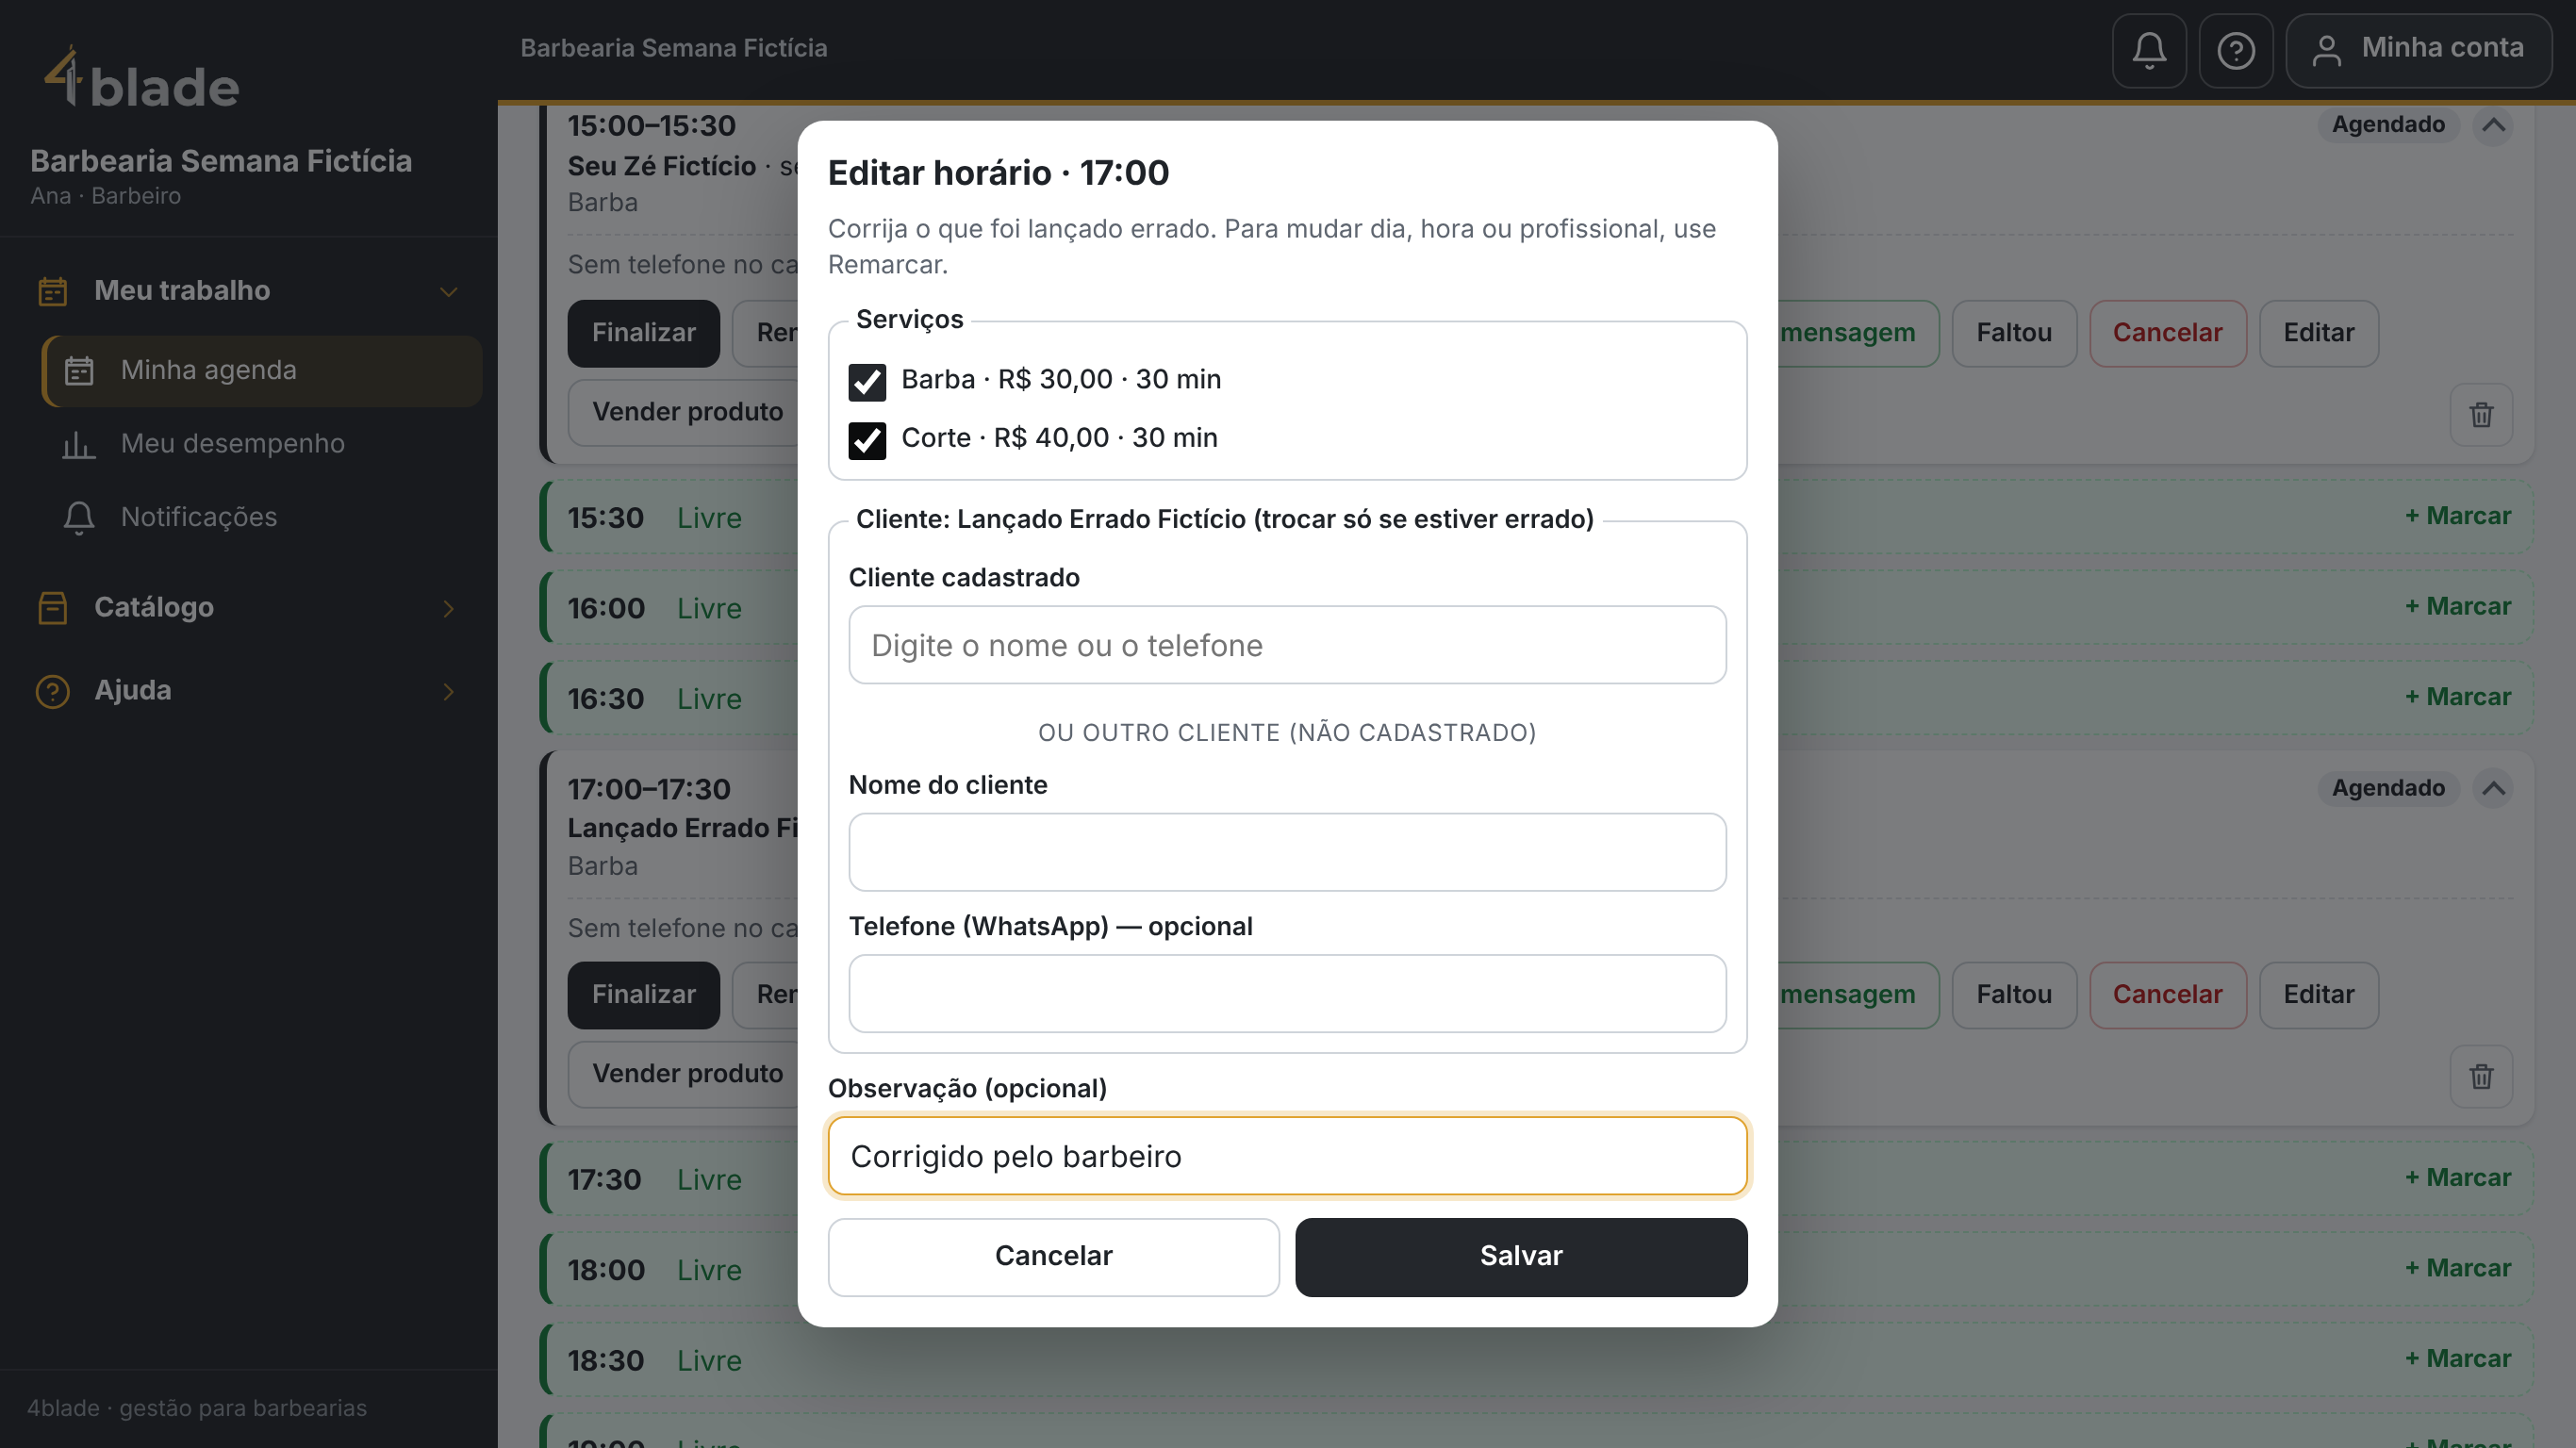 4blade
Barbearia Semana Fictícia
Ana · Barbeiro
Meu trabalho
Minha agenda
Meu desempenho
Notificações
Catálogo
Ajuda
4blade · gestão para barbearias
Barbearia Semana Fictícia
Minha conta
15:00–15:30
Agendado
Seu Zé Fictício ·
Barba
Sem telefone no
Finalizar
mensagem
Faltou
Cancelar
Editar
Vender produto
15:30 Livre + Marcar
16:00 Livre + Marcar
16:30 Livre + Marcar
17:00–17:30
Agendado
Lançado Errado
Barba
Sem telefone no
Finalizar
mensagem
Faltou
Cancelar
Editar
Vender produto
17:30 Livre + Marcar
18:00 Livre + Marcar
18:30 Livre + Marcar
Editar horário · 17:00
Corrija o que foi lançado errado. Para mudar dia, hora ou profissional, use
Remarcar.
Serviços
Barba · R$ 30,00 · 30 min
Corte · R$ 40,00 · 30 min
Cliente: Lançado Errado Fictício (trocar só se estiver errado)
Cliente cadastrado
Digite o nome ou o telefone
OU OUTRO CLIENTE (NÃO CADASTRADO)
Nome do cliente
Telefone (WhatsApp) — opcional
Observação (opcional)
Corrigido pelo barbeiro
Cancelar
Salvar